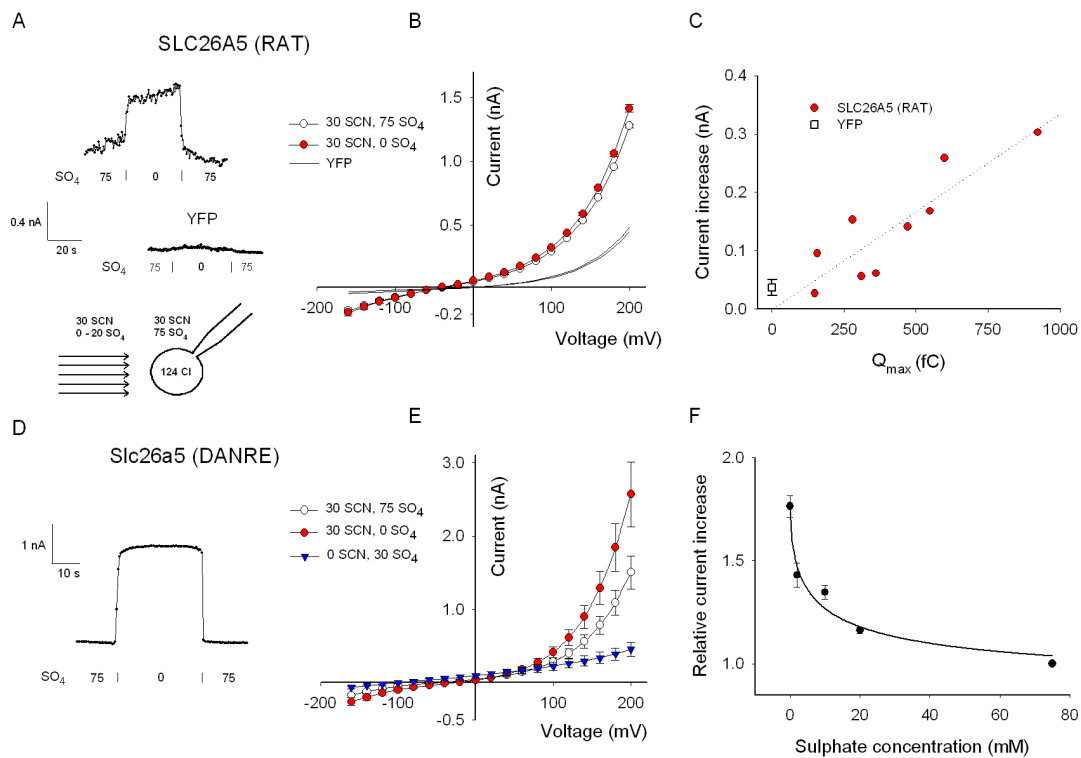 A
SLC26A5 (RAT)
SO4 75 | 0 | 75
0.4 nA
20 s
YFP
SO4 75 | 0 | 75
30 SCN
0 - 20 SO4
30 SCN
75 SO4
124 Cl
B
30 SCN, 75 SO4
30 SCN, 0 SO4
YFP
Current (nA)
1.5
1.0
0.5
-0.2
-200 -100 100 200
Voltage (mV)
C
SLC26A5 (RAT)
YFP
Current increase (nA)
0.4
0.3
0.2
0.1
0.0
0 250 500 750 1000
Qmax (fC)
D
Slc26a5 (DANRE)
1 nA
10 s
SO4 75 | 0 | 75
E
30 SCN, 75 SO4
30 SCN, 0 SO4
0 SCN, 30 SO4
Current (nA)
3.0
2.0
1.0
-0.5
-200 -100 100 200
Voltage (mV)
F
Relative current increase
2.0
1.5
1.0
0 20 40 60 80
Sulphate concentration (mM)